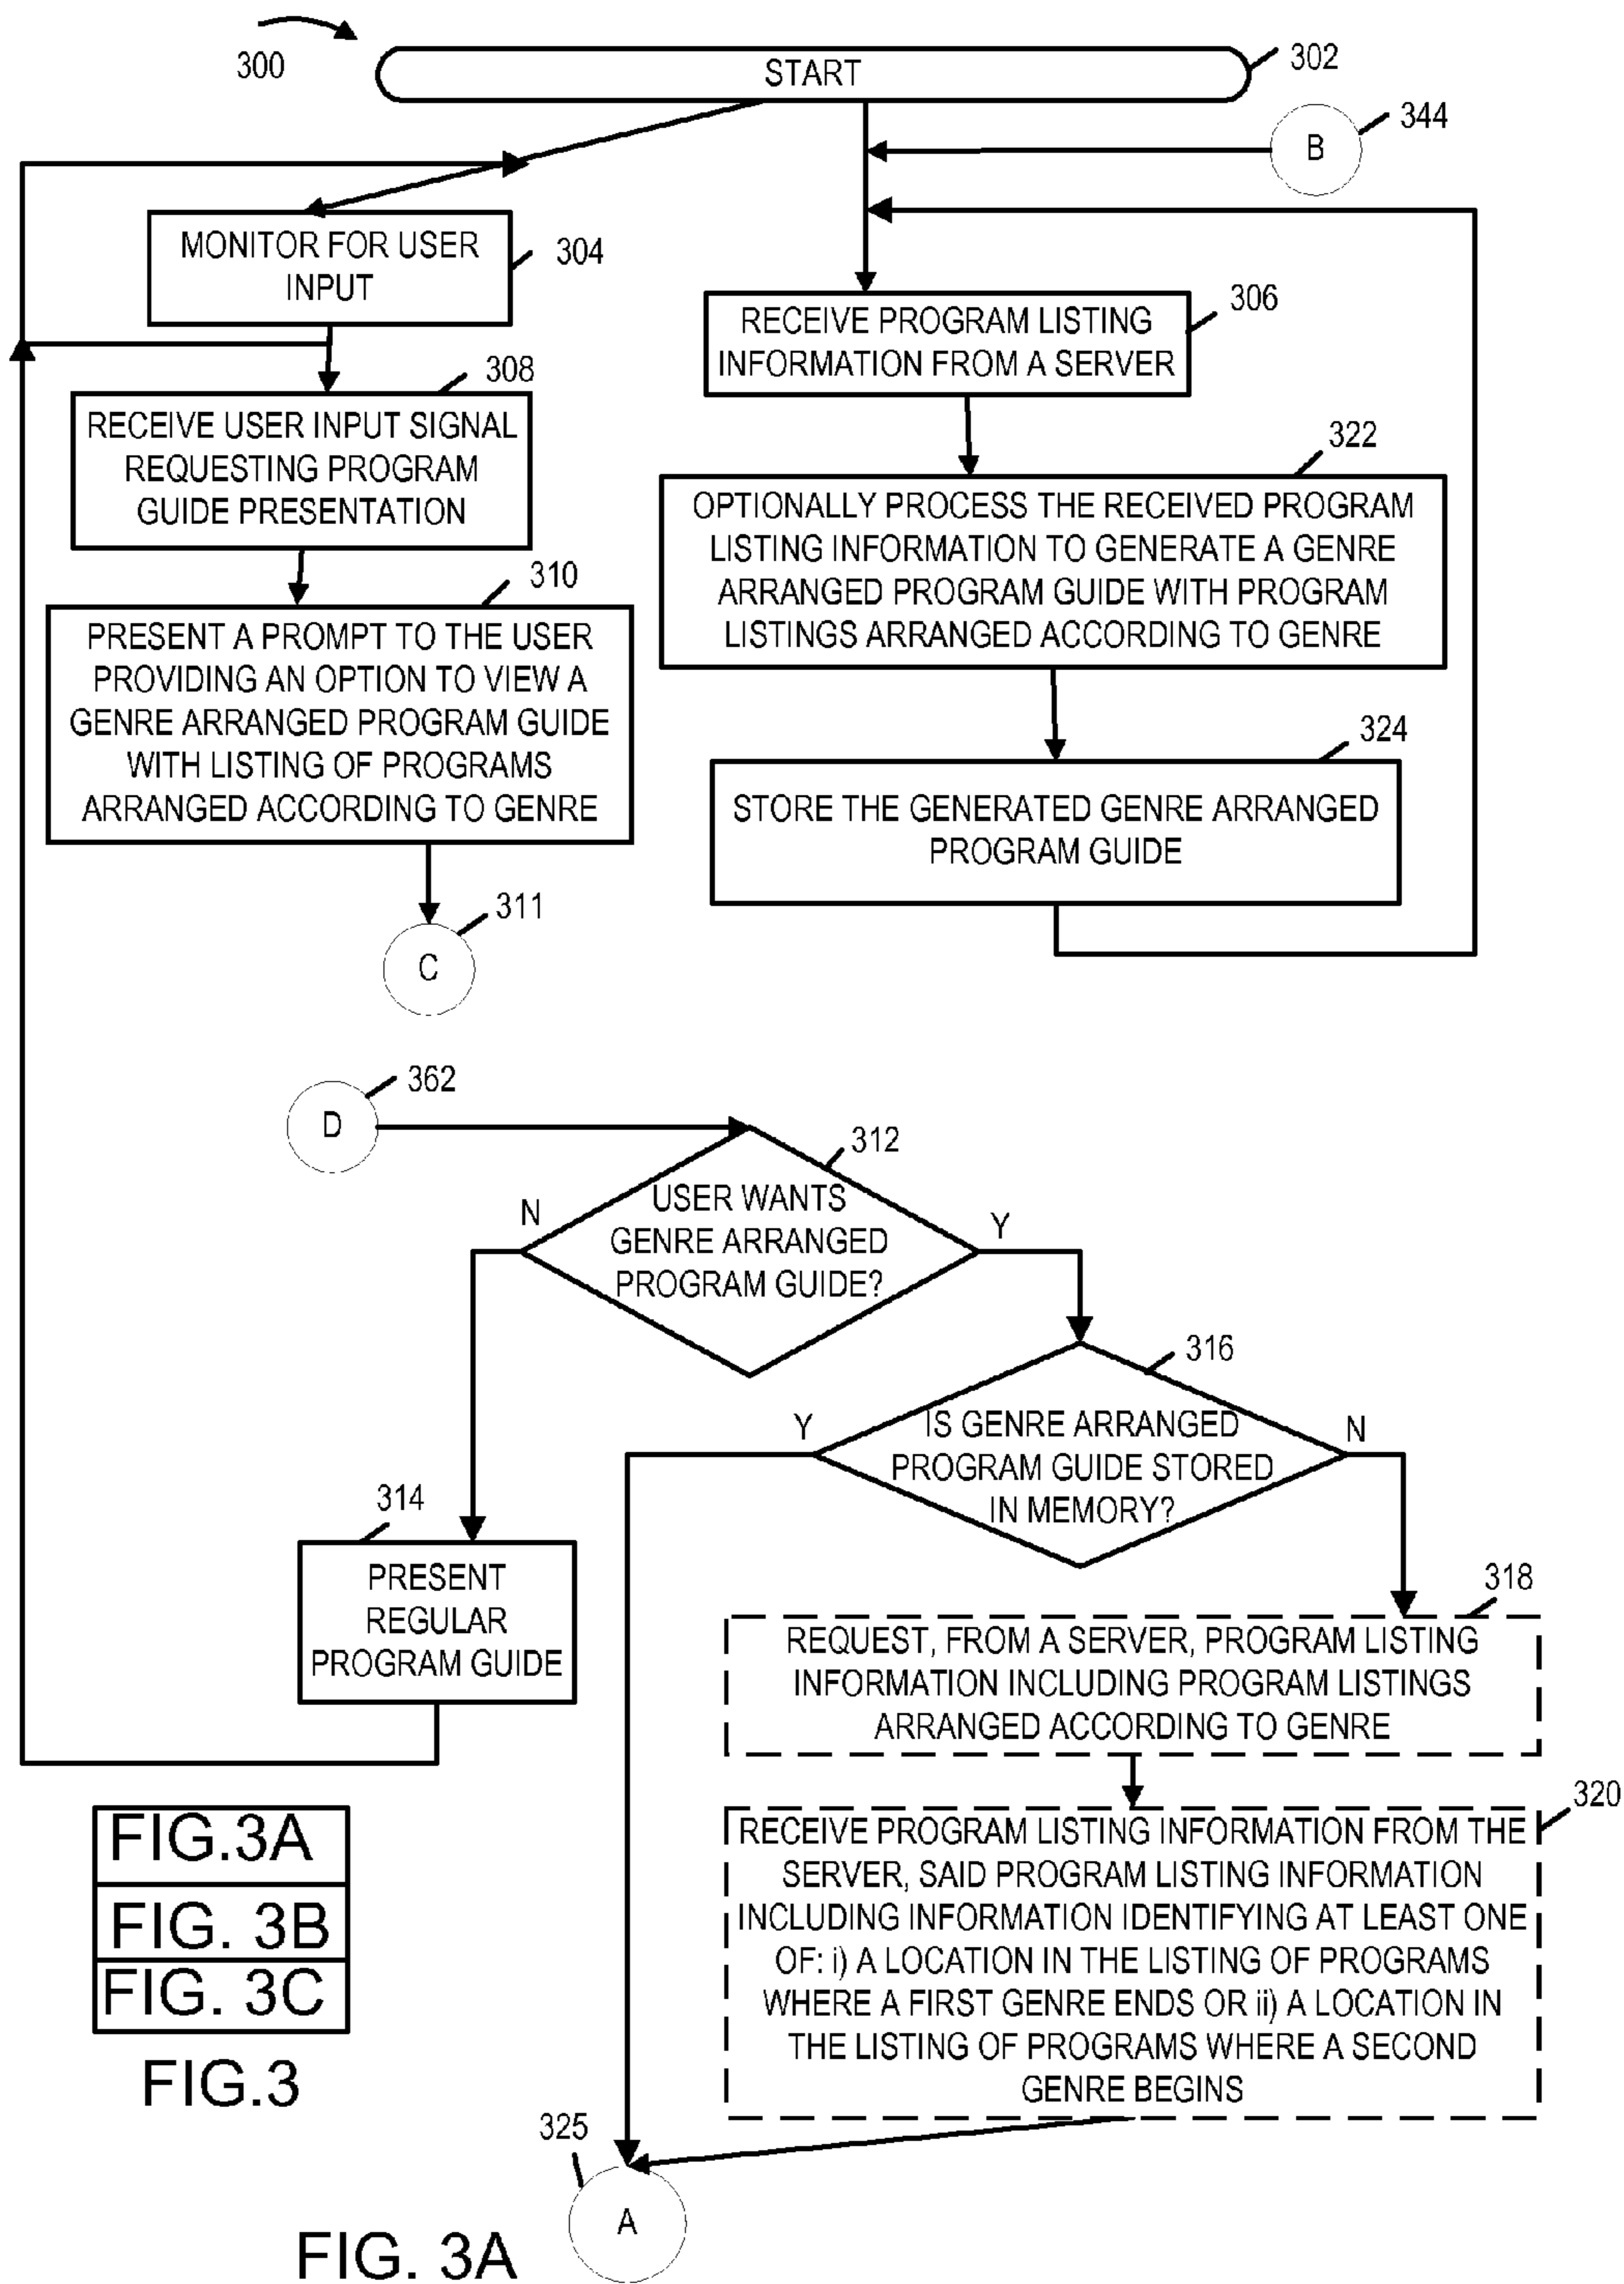 300
START
302
B
344
MONITOR FOR USER
INPUT
304
RECEIVE PROGRAM LISTING
INFORMATION FROM A SERVER
306
308
RECEIVE USER INPUT SIGNAL
REQUESTING PROGRAM
GUIDE PRESENTATION
322
OPTIONALLY PROCESS THE RECEIVED PROGRAM
LISTING INFORMATION TO GENERATE A GENRE
ARRANGED PROGRAM GUIDE WITH PROGRAM
LISTINGS ARRANGED ACCORDING TO GENRE
310
PRESENT A PROMPT TO THE USER
PROVIDING AN OPTION TO VIEW A
GENRE ARRANGED PROGRAM GUIDE
WITH LISTING OF PROGRAMS
ARRANGED ACCORDING TO GENRE
324
STORE THE GENERATED GENRE ARRANGED
PROGRAM GUIDE
311
C
362
D
312
USER WANTS
GENRE ARRANGED
PROGRAM GUIDE?
N
Y
316
IS GENRE ARRANGED
PROGRAM GUIDE STORED
IN MEMORY?
Y
N
314
PRESENT
REGULAR
PROGRAM GUIDE
318
REQUEST, FROM A SERVER, PROGRAM LISTING
INFORMATION INCLUDING PROGRAM LISTINGS
ARRANGED ACCORDING TO GENRE
320
RECEIVE PROGRAM LISTING INFORMATION FROM THE
SERVER, SAID PROGRAM LISTING INFORMATION
INCLUDING INFORMATION IDENTIFYING AT LEAST ONE
OF: i) A LOCATION IN THE LISTING OF PROGRAMS
WHERE A FIRST GENRE ENDS OR ii) A LOCATION IN
THE LISTING OF PROGRAMS WHERE A SECOND
GENRE BEGINS
FIG.3A
FIG. 3B
FIG. 3C
FIG.3
325
A
FIG. 3A